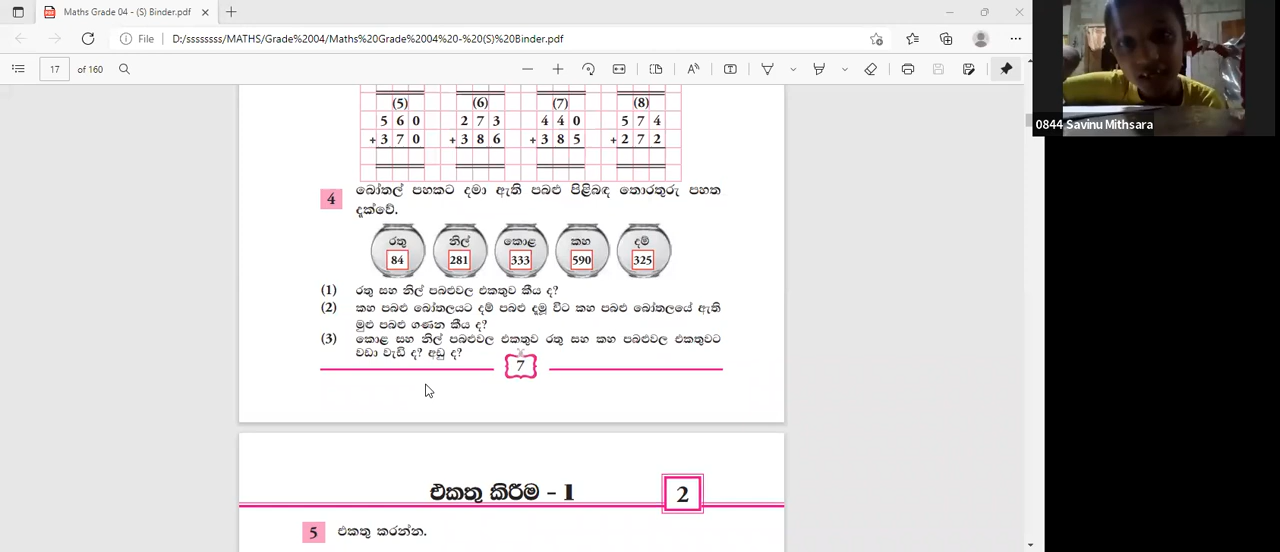 Maths Grade 04 - (S) Binder.pdf
File D:/ssssssss/MATHS/Grade%2004/Maths%20Grade%2004%20-%20(S)%20Binder.pdf
17 of 160
0844 Savinu Mithsara
(5) (6) (7) (8)
5 6 0 2 7 3 4 4 0 5 7 4
+ 3 7 0 + 3 8 6 + 3 8 5 + 2 7 2
4 බෝතල් පහකට දමා ඇති පබළු පිළිබඳ තොරතුරු පහත
දැක්වේ.
රතු නිල් කොළ කහ දම්
84 281 333 590 325
(1) රතු සහ නිල් පබළුවල එකතුව කීය ද?
(2) කහ පබළු බෝතලයට දම් පබළු දැමූ විට කහ පබළු බෝතලයේ ඇති
මුළු පබළු ගණන කීය ද?
(3) කොළ සහ නිල් පබළුවල එකතුව රතු සහ කහ පබළුවල එකතුවට
වඩා වැඩි ද? අඩු ද?
7
එකතු කිරීම - 1 2
5 එකතු කරන්න.